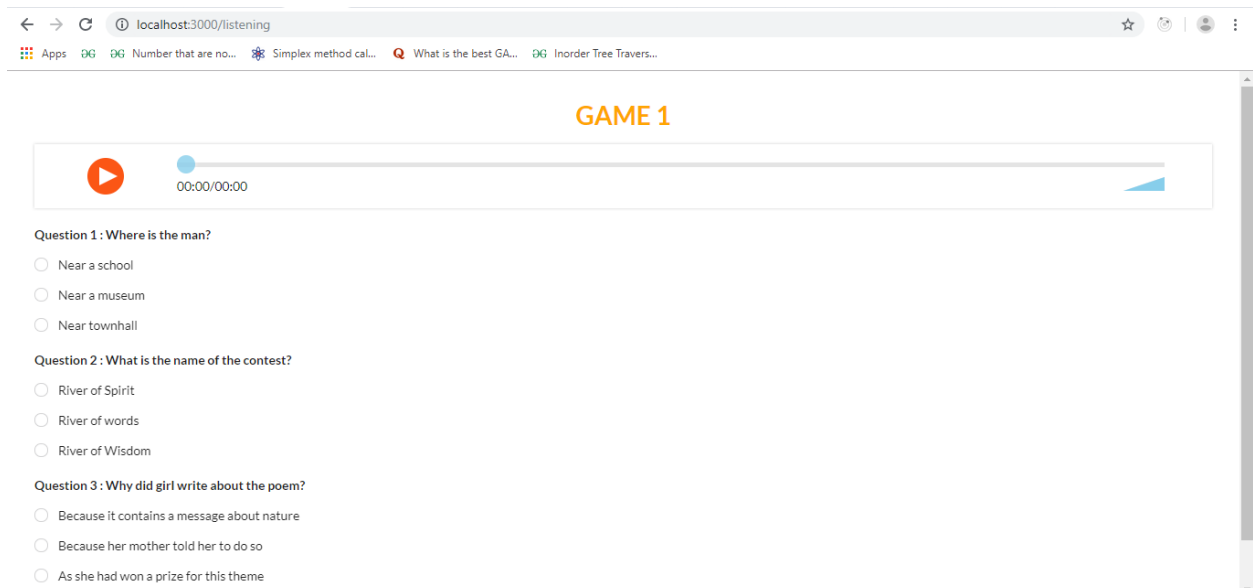 localhost:3000/listening
Apps
Number that are no...
Simplex method cal...
What is the best GA...
Inorder Tree Travers...
GAME 1
00:00/00:00
Question 1 : Where is the man?
Near a school
Near a museum
Near townhall
Question 2 : What is the name of the contest?
River of Spirit
River of words
River of Wisdom
Question 3 : Why did girl write about the poem?
Because it contains a message about nature
Because her mother told her to do so
As she had won a prize for this theme